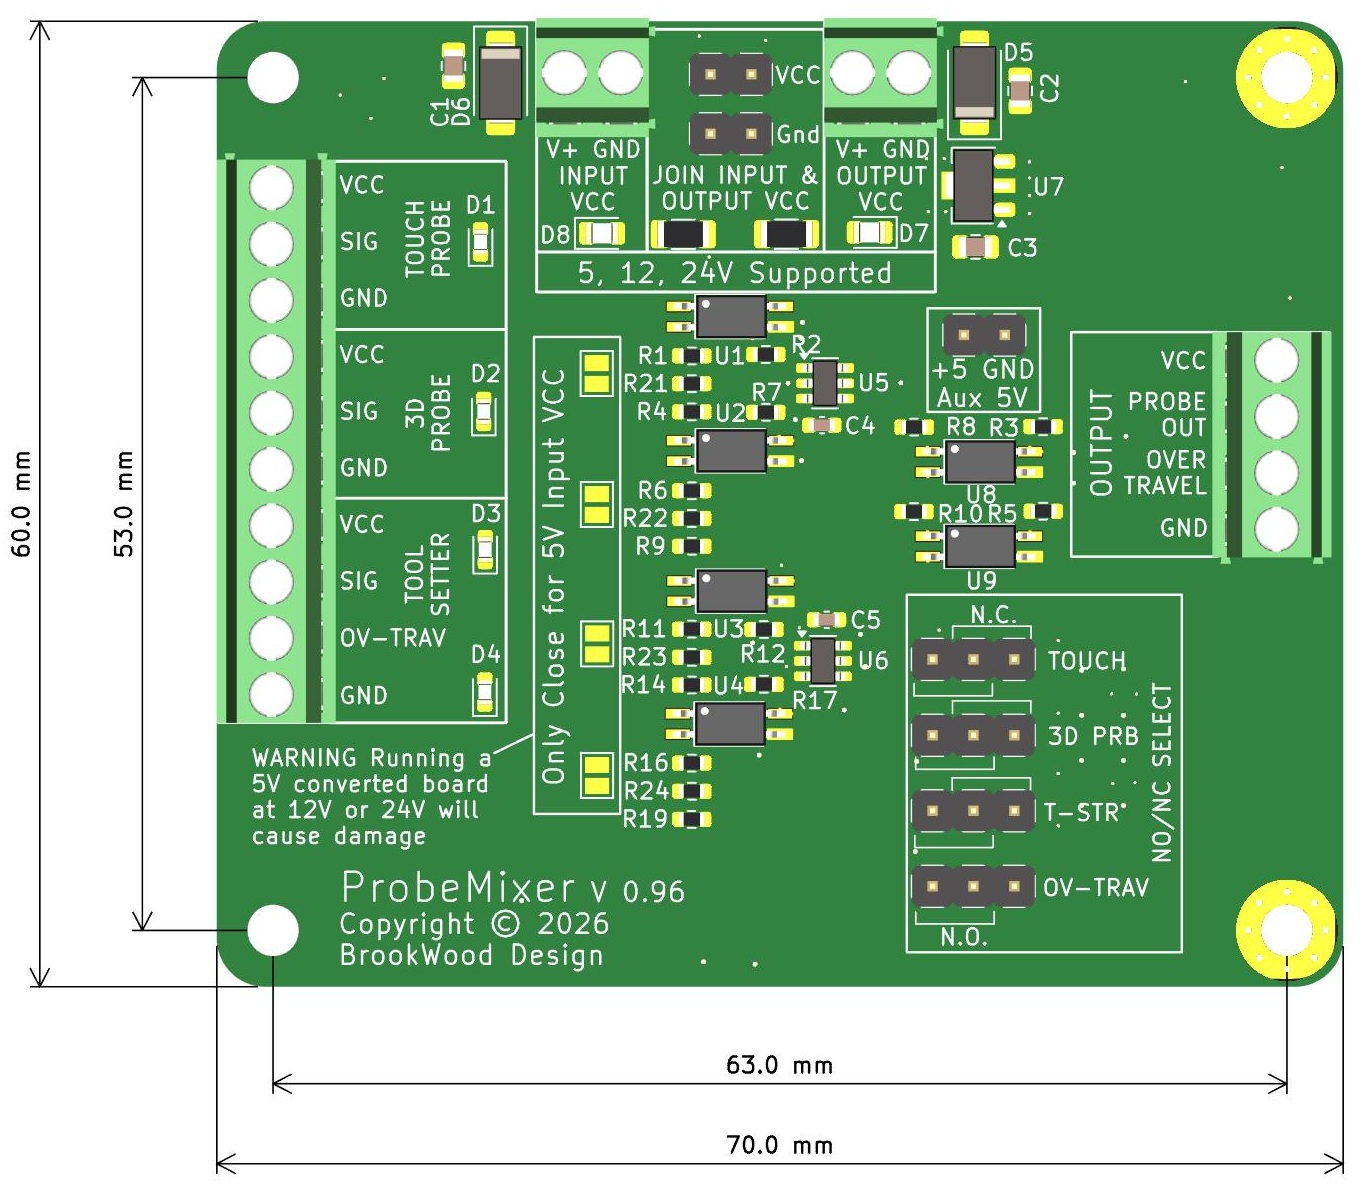 C1
D6
VCC
Gnd
D5
C2
V+ GND
INPUT
VCC
D8
JOIN INPUT &
OUTPUT VCC
V+ GND
OUTPUT
VCC
D7
U7
C3
5, 12, 24V Supported
VCC
SIG
GND
TOUCH
PROBE
D1
VCC
SIG
GND
3D
PROBE
D2
VCC
SIG
OV-TRAV
GND
TOOL
SETTER
D3
D4
Only Close for 5V Input VCC
R1
U1
R2
R21
U5
R4
U2
R7
C4
R6
R22
R9
R11
U3
C5
R23
R12
U6
R14
U4
R17
R16
R24
R19
+5 GND
Aux 5V
R8
R3
U8
R10
R5
U9
OUTPUT
VCC
PROBE
OUT
OVER
TRAVEL
GND
N.C.
TOUCH
3D PRB
T-STR
OV-TRAV
N.O.
NO/NC SELECT
WARNING Running a
5V converted board
at 12V or 24V will
cause damage
ProbeMixer v 0.96
Copyright © 2026
BrookWood Design
60.0 mm
53.0 mm
63.0 mm
70.0 mm